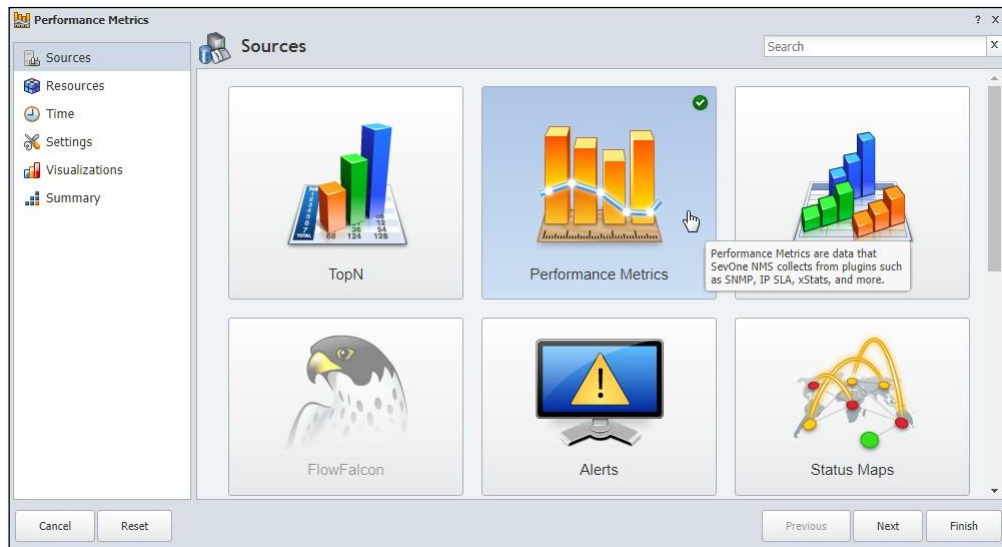 Performance Metrics
? X
Sources
Resources
Time
Settings
Visualizations
Summary
Sources
Search
X
TopN
Performance Metrics
Performance Metrics are data that
SevOne NMS collects from plugins such
as SNMP, IP SLA, xStats, and more.
FlowFalcon
Alerts
Status Maps
Cancel
Reset
Previous
Next
Finish